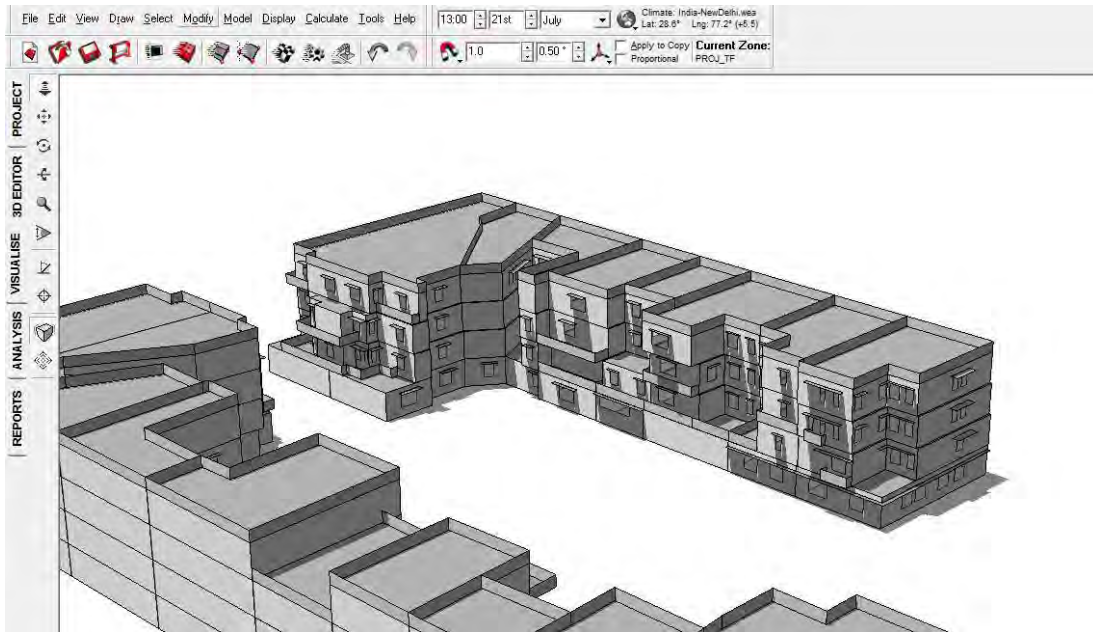 File Edit View Draw Select Modify Model Display Calculate Tools Help
13:00 21st July
Climate: India-NewDelhi.wea
Lat: 28.6° Lng: 77.2° (+5.5)
1.0 0.50 °
Apply to Copy
Proportional
Current Zone:
PROJ_TF
PROJECT
3D EDITOR
VISUALISE
ANALYSIS
REPORTS